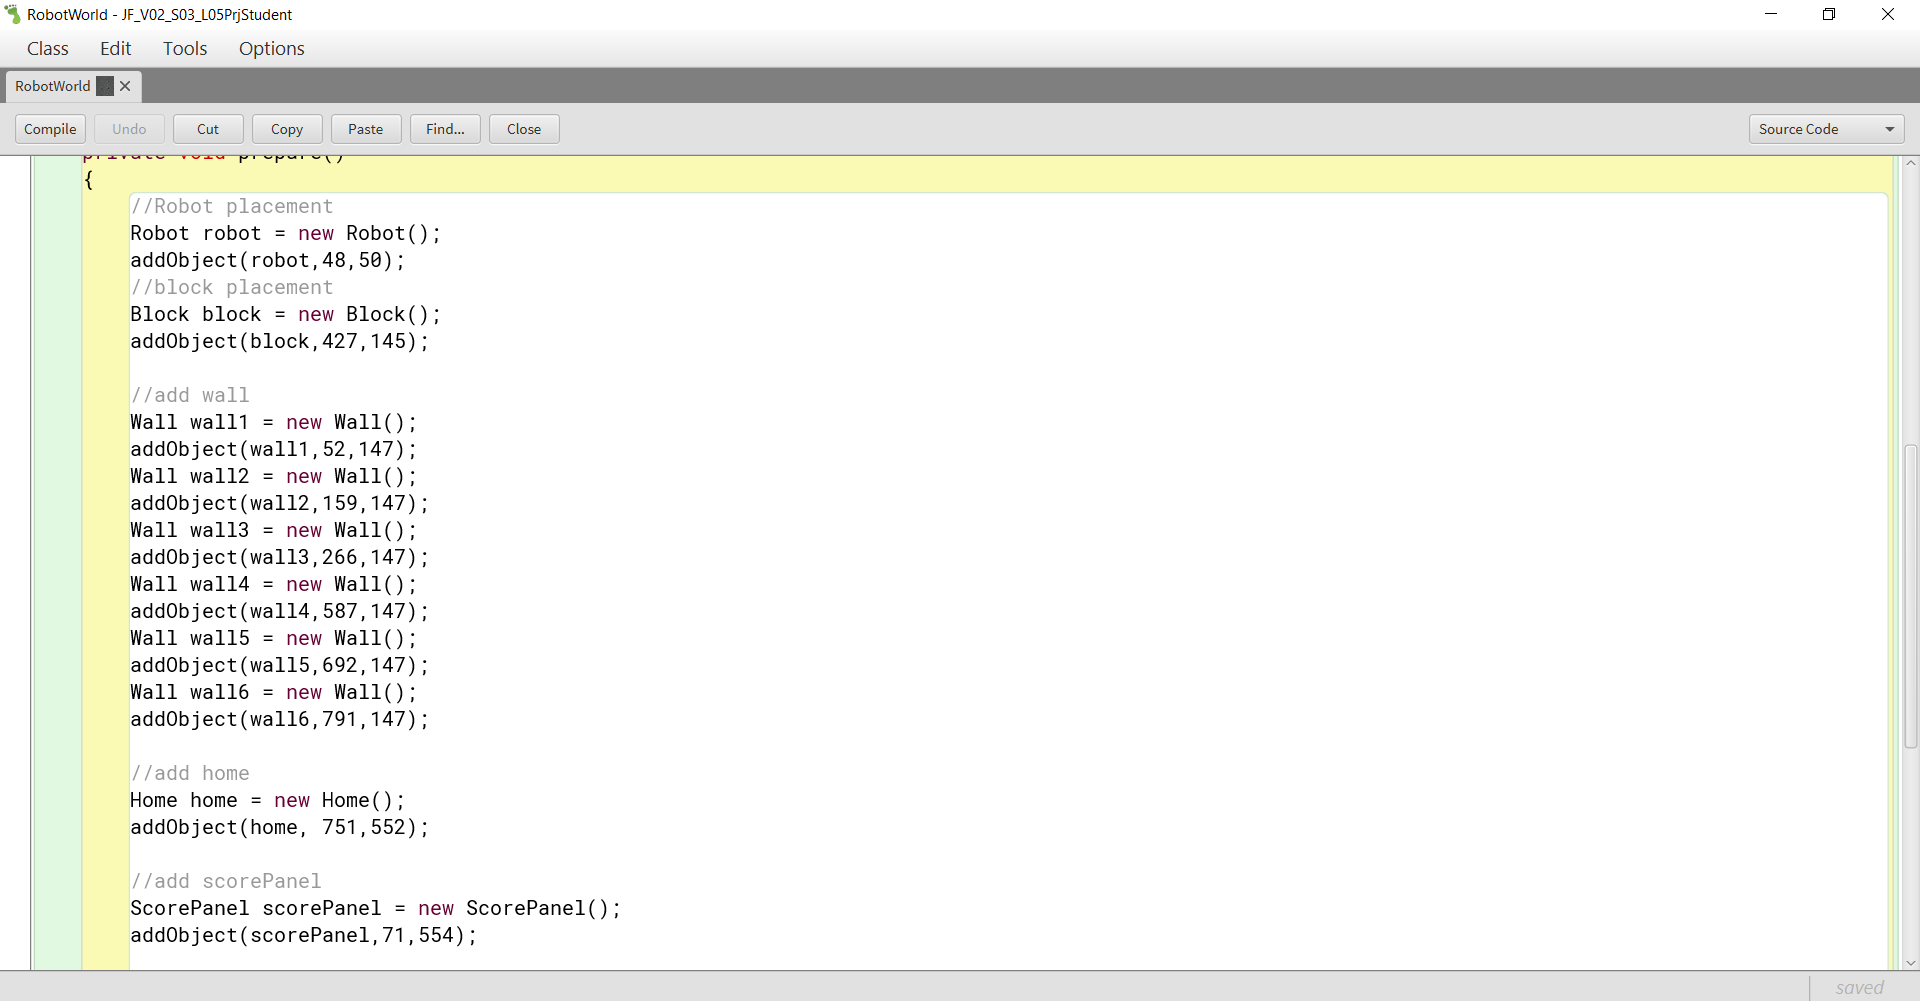 RobotWorld - JF_V02_S03_L05PrjStudent
Class Edit Tools Options
RobotWorld
Compile Undo Cut Copy Paste Find... Close Source Code
private void prepare()
{
//Robot placement
Robot robot = new Robot();
addObject(robot,48,50);
//block placement
Block block = new Block();
addObject(block,427,145);
//add wall
Wall wall1 = new Wall();
addObject(wall1,52,147);
Wall wall2 = new Wall();
addObject(wall2,159,147);
Wall wall3 = new Wall();
addObject(wall3,266,147);
Wall wall4 = new Wall();
addObject(wall4,587,147);
Wall wall5 = new Wall();
addObject(wall5,692,147);
Wall wall6 = new Wall();
addObject(wall6,791,147);
//add home
Home home = new Home();
addObject(home, 751,552);
//add scorePanel
ScorePanel scorePanel = new ScorePanel();
addObject(scorePanel,71,554);
saved